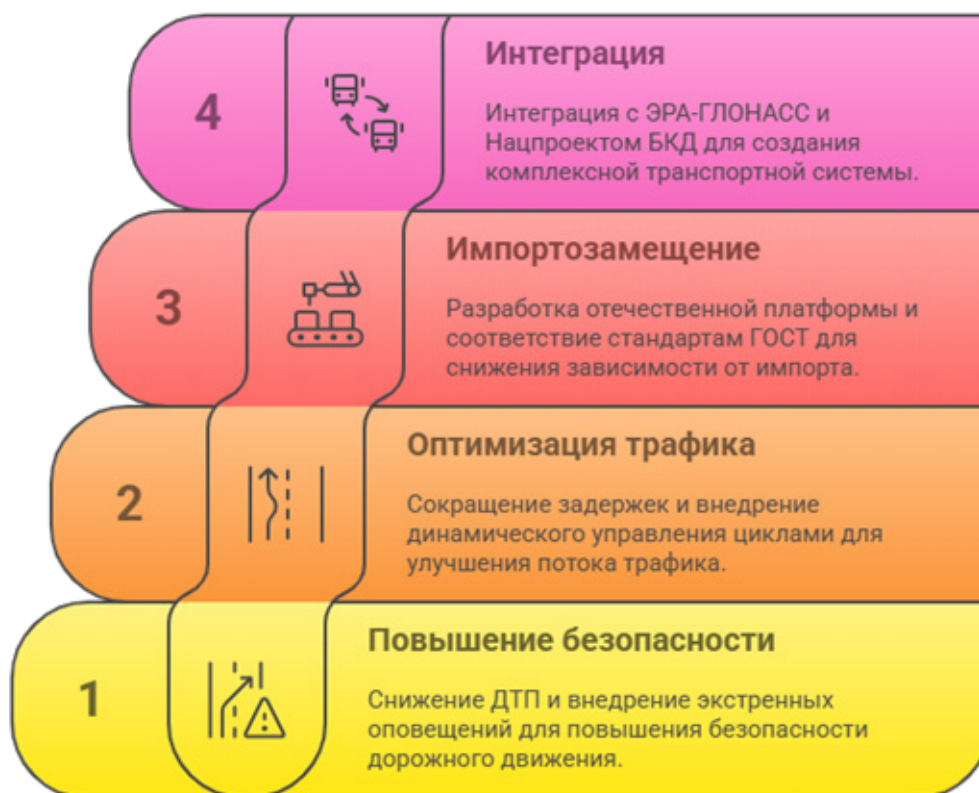 4
Интеграция
Интеграция с ЭРА-ГЛОНАСС и
Нацпроектом БКД для создания
комплексной транспортной системы.
3
Импортозамещение
Разработка отечественной платформы и
соответствие стандартам ГОСТ для
снижения зависимости от импорта.
2
Оптимизация трафика
Сокращение задержек и внедрение
динамического управления циклами для
улучшения потока трафика.
1
Повышение безопасности
Снижение ДТП и внедрение экстренных
оповещений для повышения безопасности
дорожного движения.